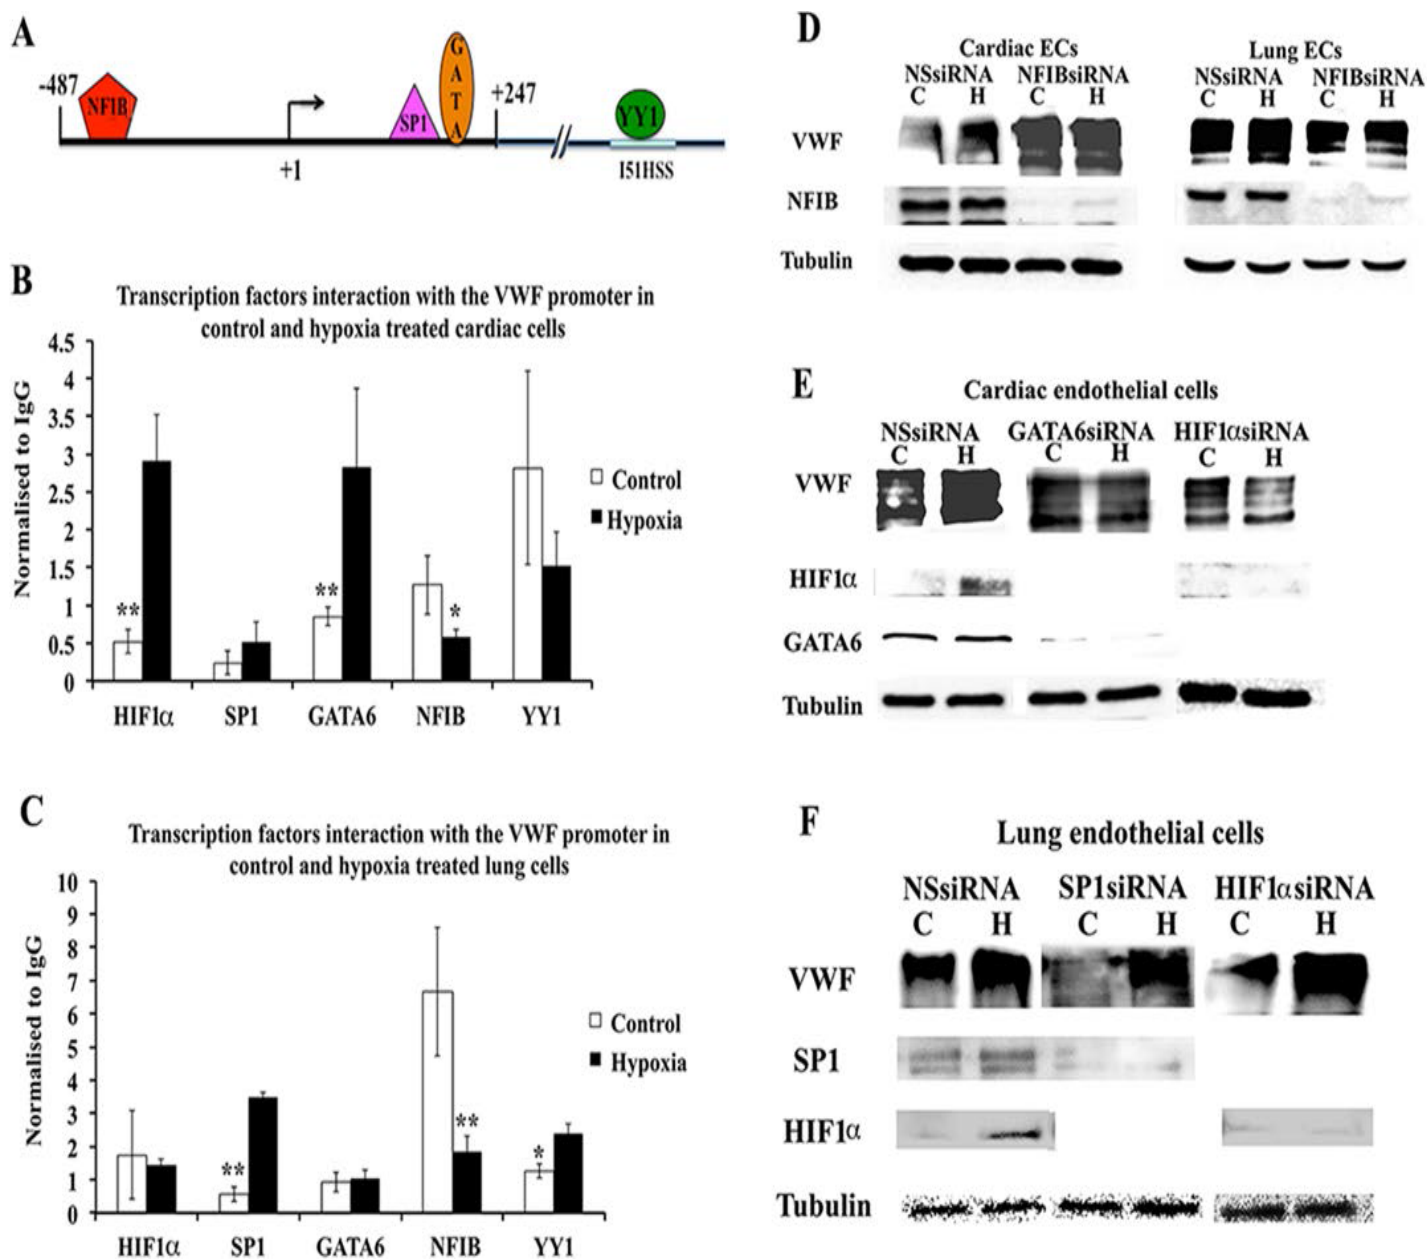 A
-487
NFIB
+1
SP1
GATA
+247
YY1
I51HSS
B
Transcription factors interaction with the VWF promoter in
control and hypoxia treated cardiac cells
Normalised to IgG
4.5
4
3.5
3
2.5
2
1.5
1
0.5
0
**
**
*
Control
Hypoxia
HIF1α SP1 GATA6 NFIB YY1
C
Transcription factors interaction with the VWF promoter in
control and hypoxia treated lung cells
Normalised to IgG
10
9
8
7
6
5
4
3
2
1
0
**
**
*
Control
Hypoxia
HIF1α SP1 GATA6 NFIB YY1
D
Cardiac ECs Lung ECs
NSsiRNA NFIBsiRNA NSsiRNA NFIBsiRNA
C H C H C H C H
VWF
NFIB
Tubulin
E
Cardiac endothelial cells
NSsiRNA GATA6siRNA HIF1αsiRNA
C H C H C H
VWF
HIF1α
GATA6
Tubulin
F
Lung endothelial cells
NSsiRNA SP1siRNA HIF1αsiRNA
C H C H C H
VWF
SP1
HIF1α
Tubulin